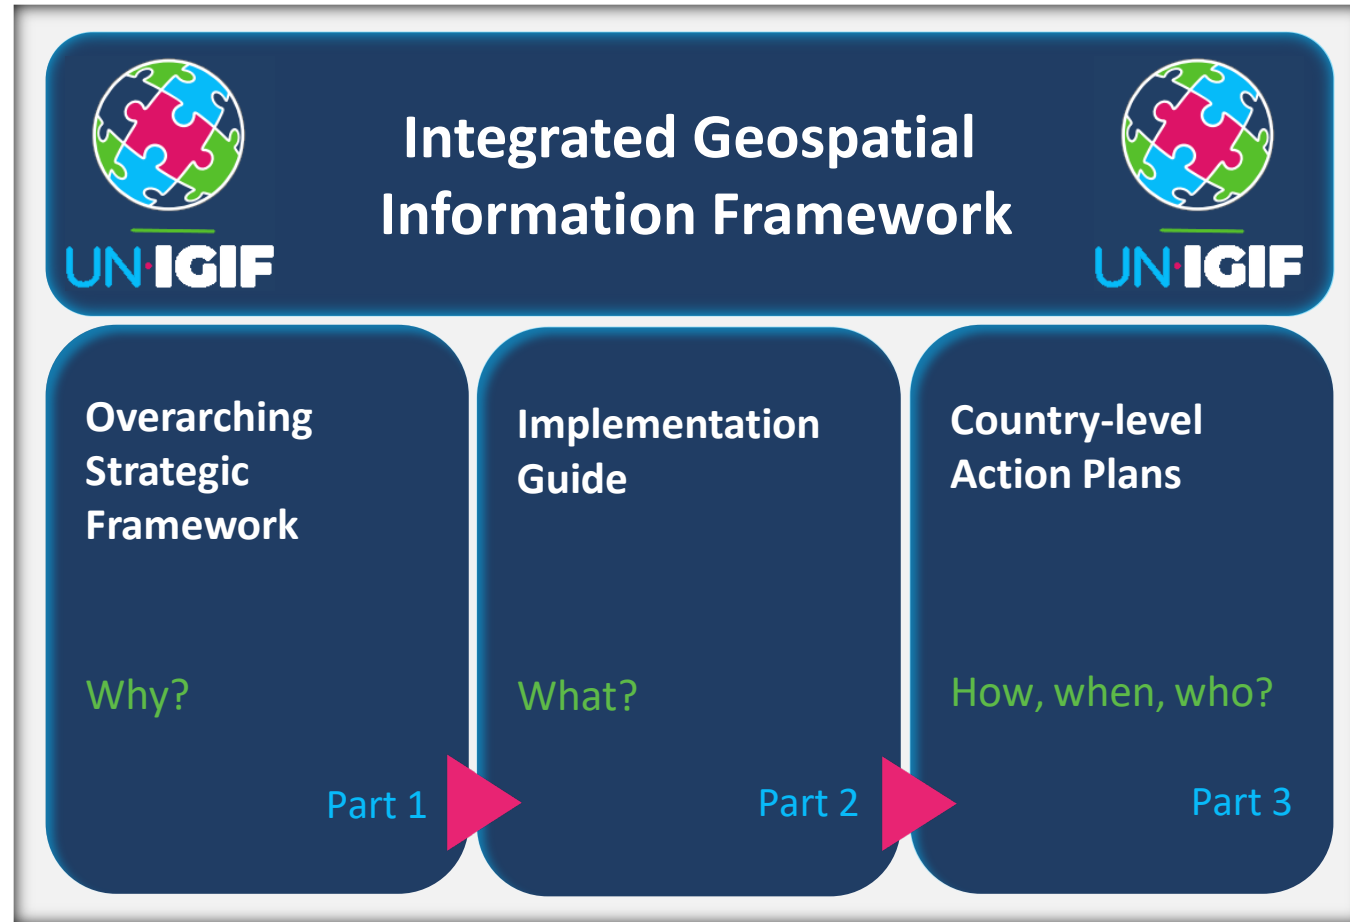 Integrated Geospatial
Information Framework
UN·IGIF
UN·IGIF
Overarching
Strategic
Framework
Why?
Part 1
Implementation
Guide
What?
Part 2
Country-level
Action Plans
How, when, who?
Part 3